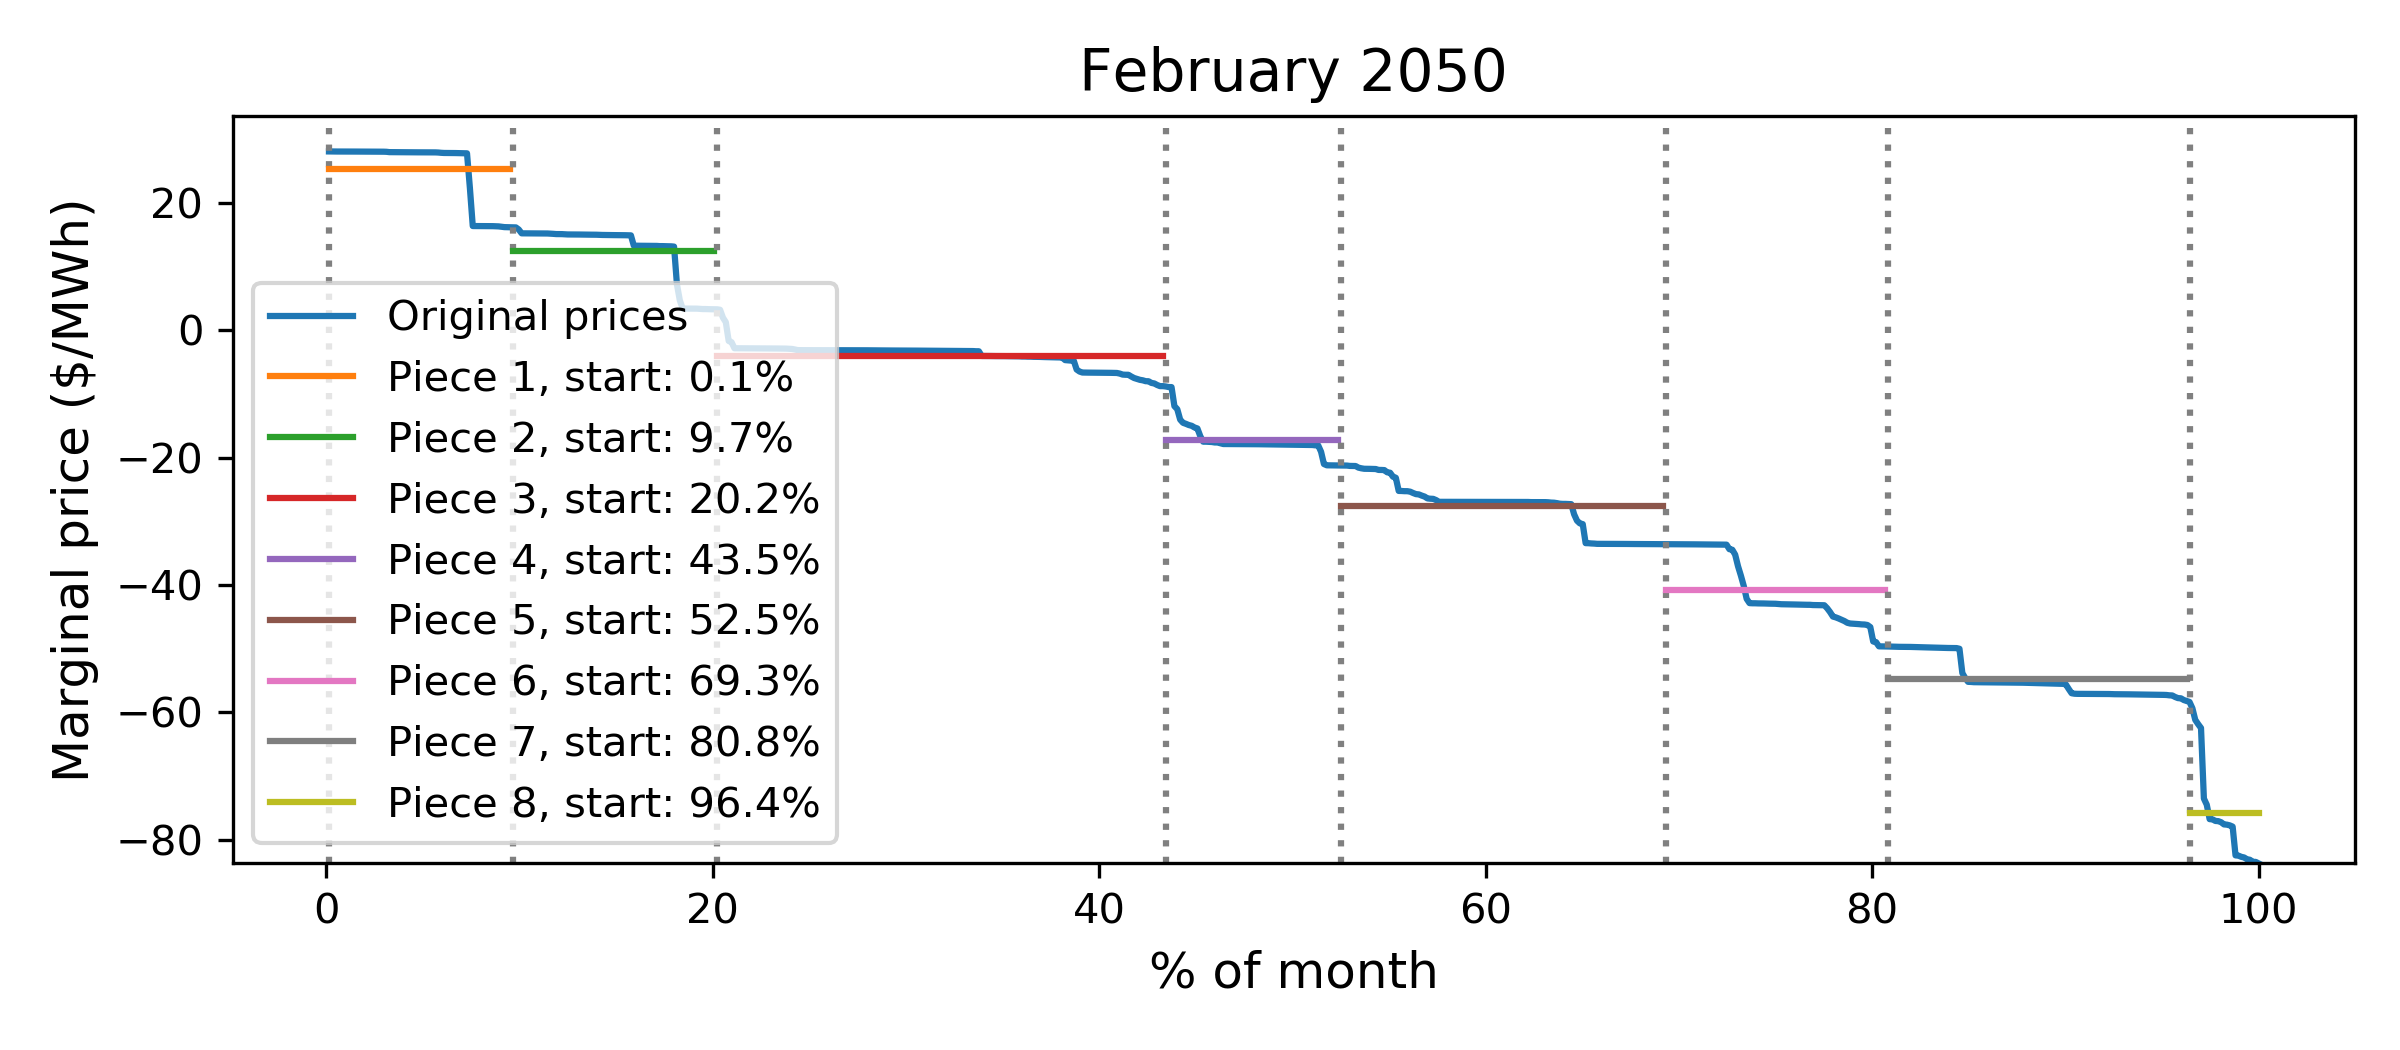 February 2050
Marginal price ($/MWh)
20
0
−20
−40
−60
−80
Original prices
Piece 1, start: 0.1%
Piece 2, start: 9.7%
Piece 3, start: 20.2%
Piece 4, start: 43.5%
Piece 5, start: 52.5%
Piece 6, start: 69.3%
Piece 7, start: 80.8%
Piece 8, start: 96.4%
0 20 40 60 80 100
% of month